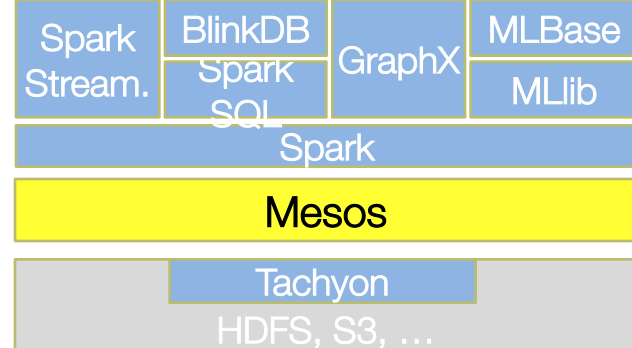 Spark
Stream.
BlinkDB
Spark
SQL
GraphX
MLBase
MLlib
Spark
Mesos
Tachyon
HDFS, S3, …